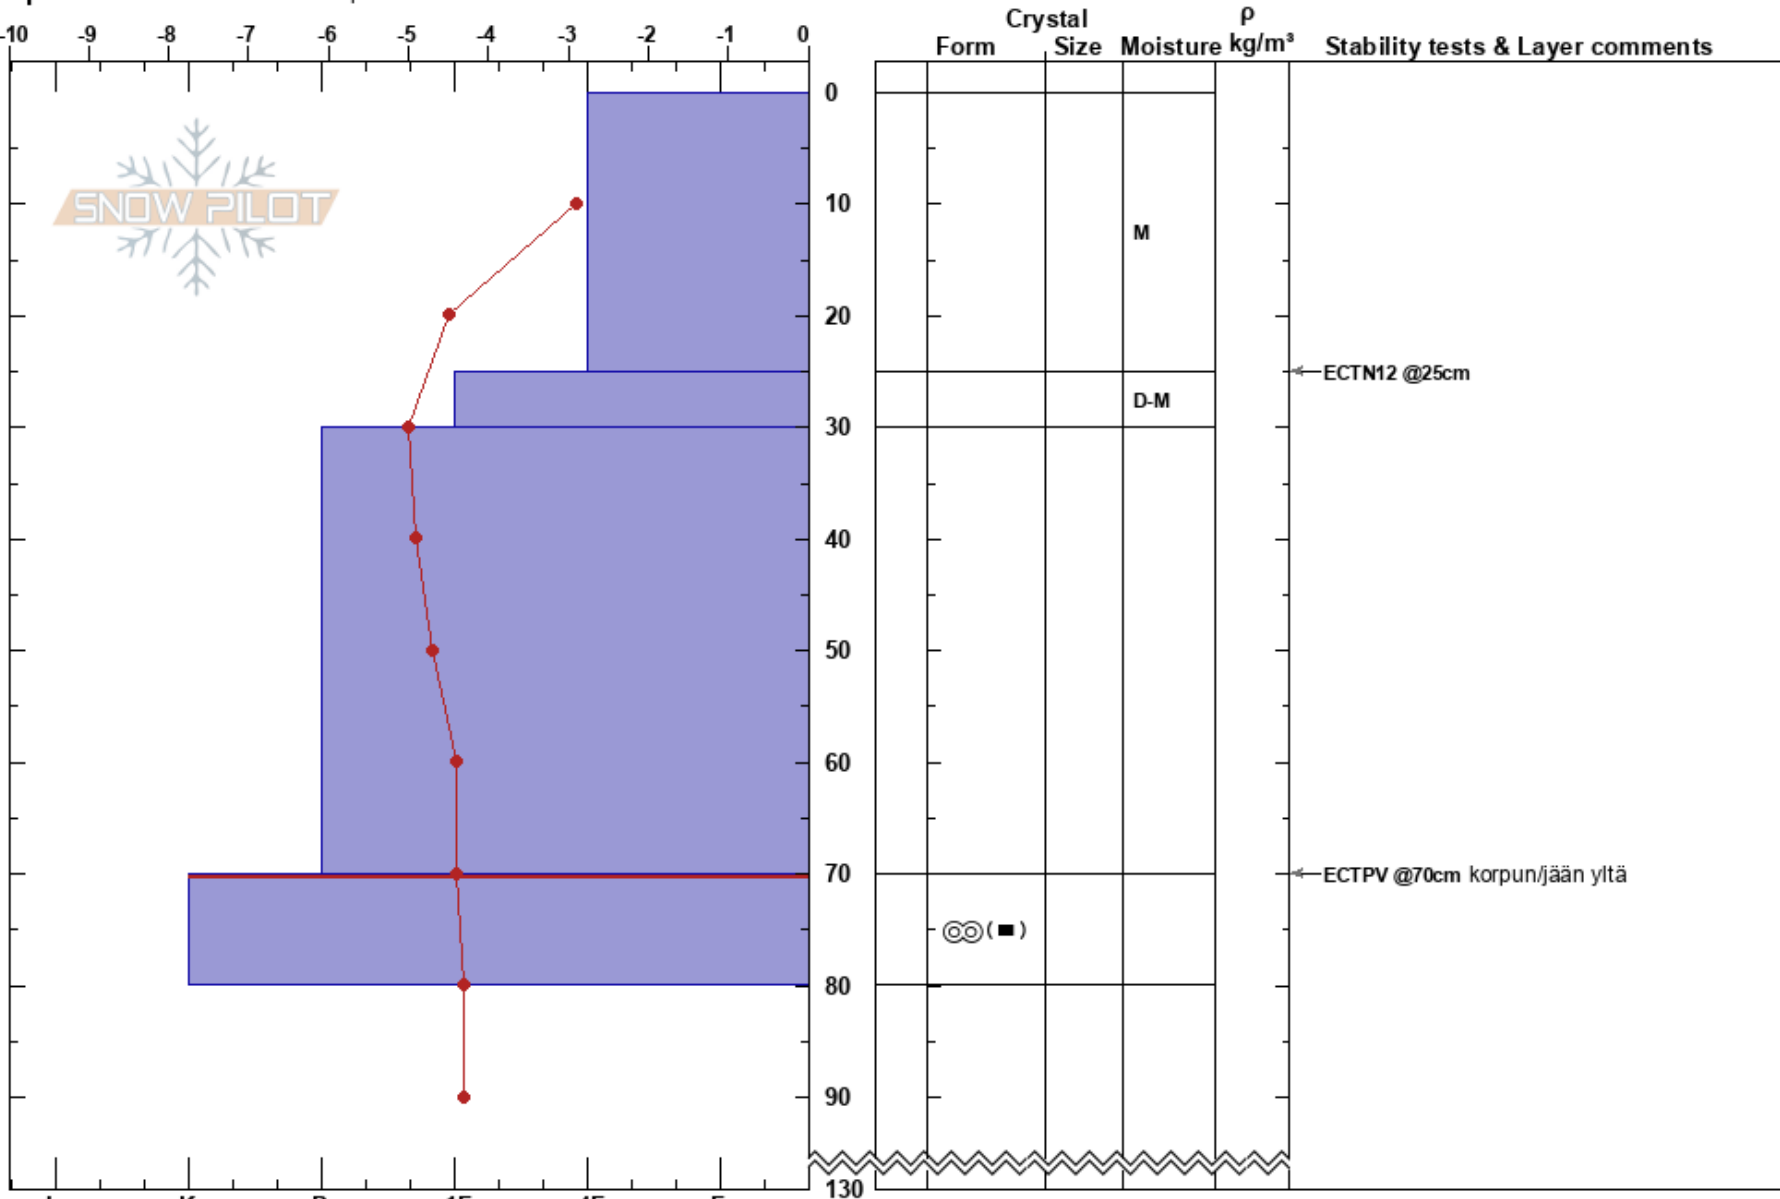 -10 -9 -8 -7 -6 -5 -4 -3 -2 -1 0
Crystal
Form Size Moisture
ρ
kg/m³
Stability tests & Layer comments
SNOW PILOT
0
10
M
20
ECTN12 @25cm
D-M
30
40
50
60
70
ECTPV @70cm korpun/jään yltä
( )
80
90
130